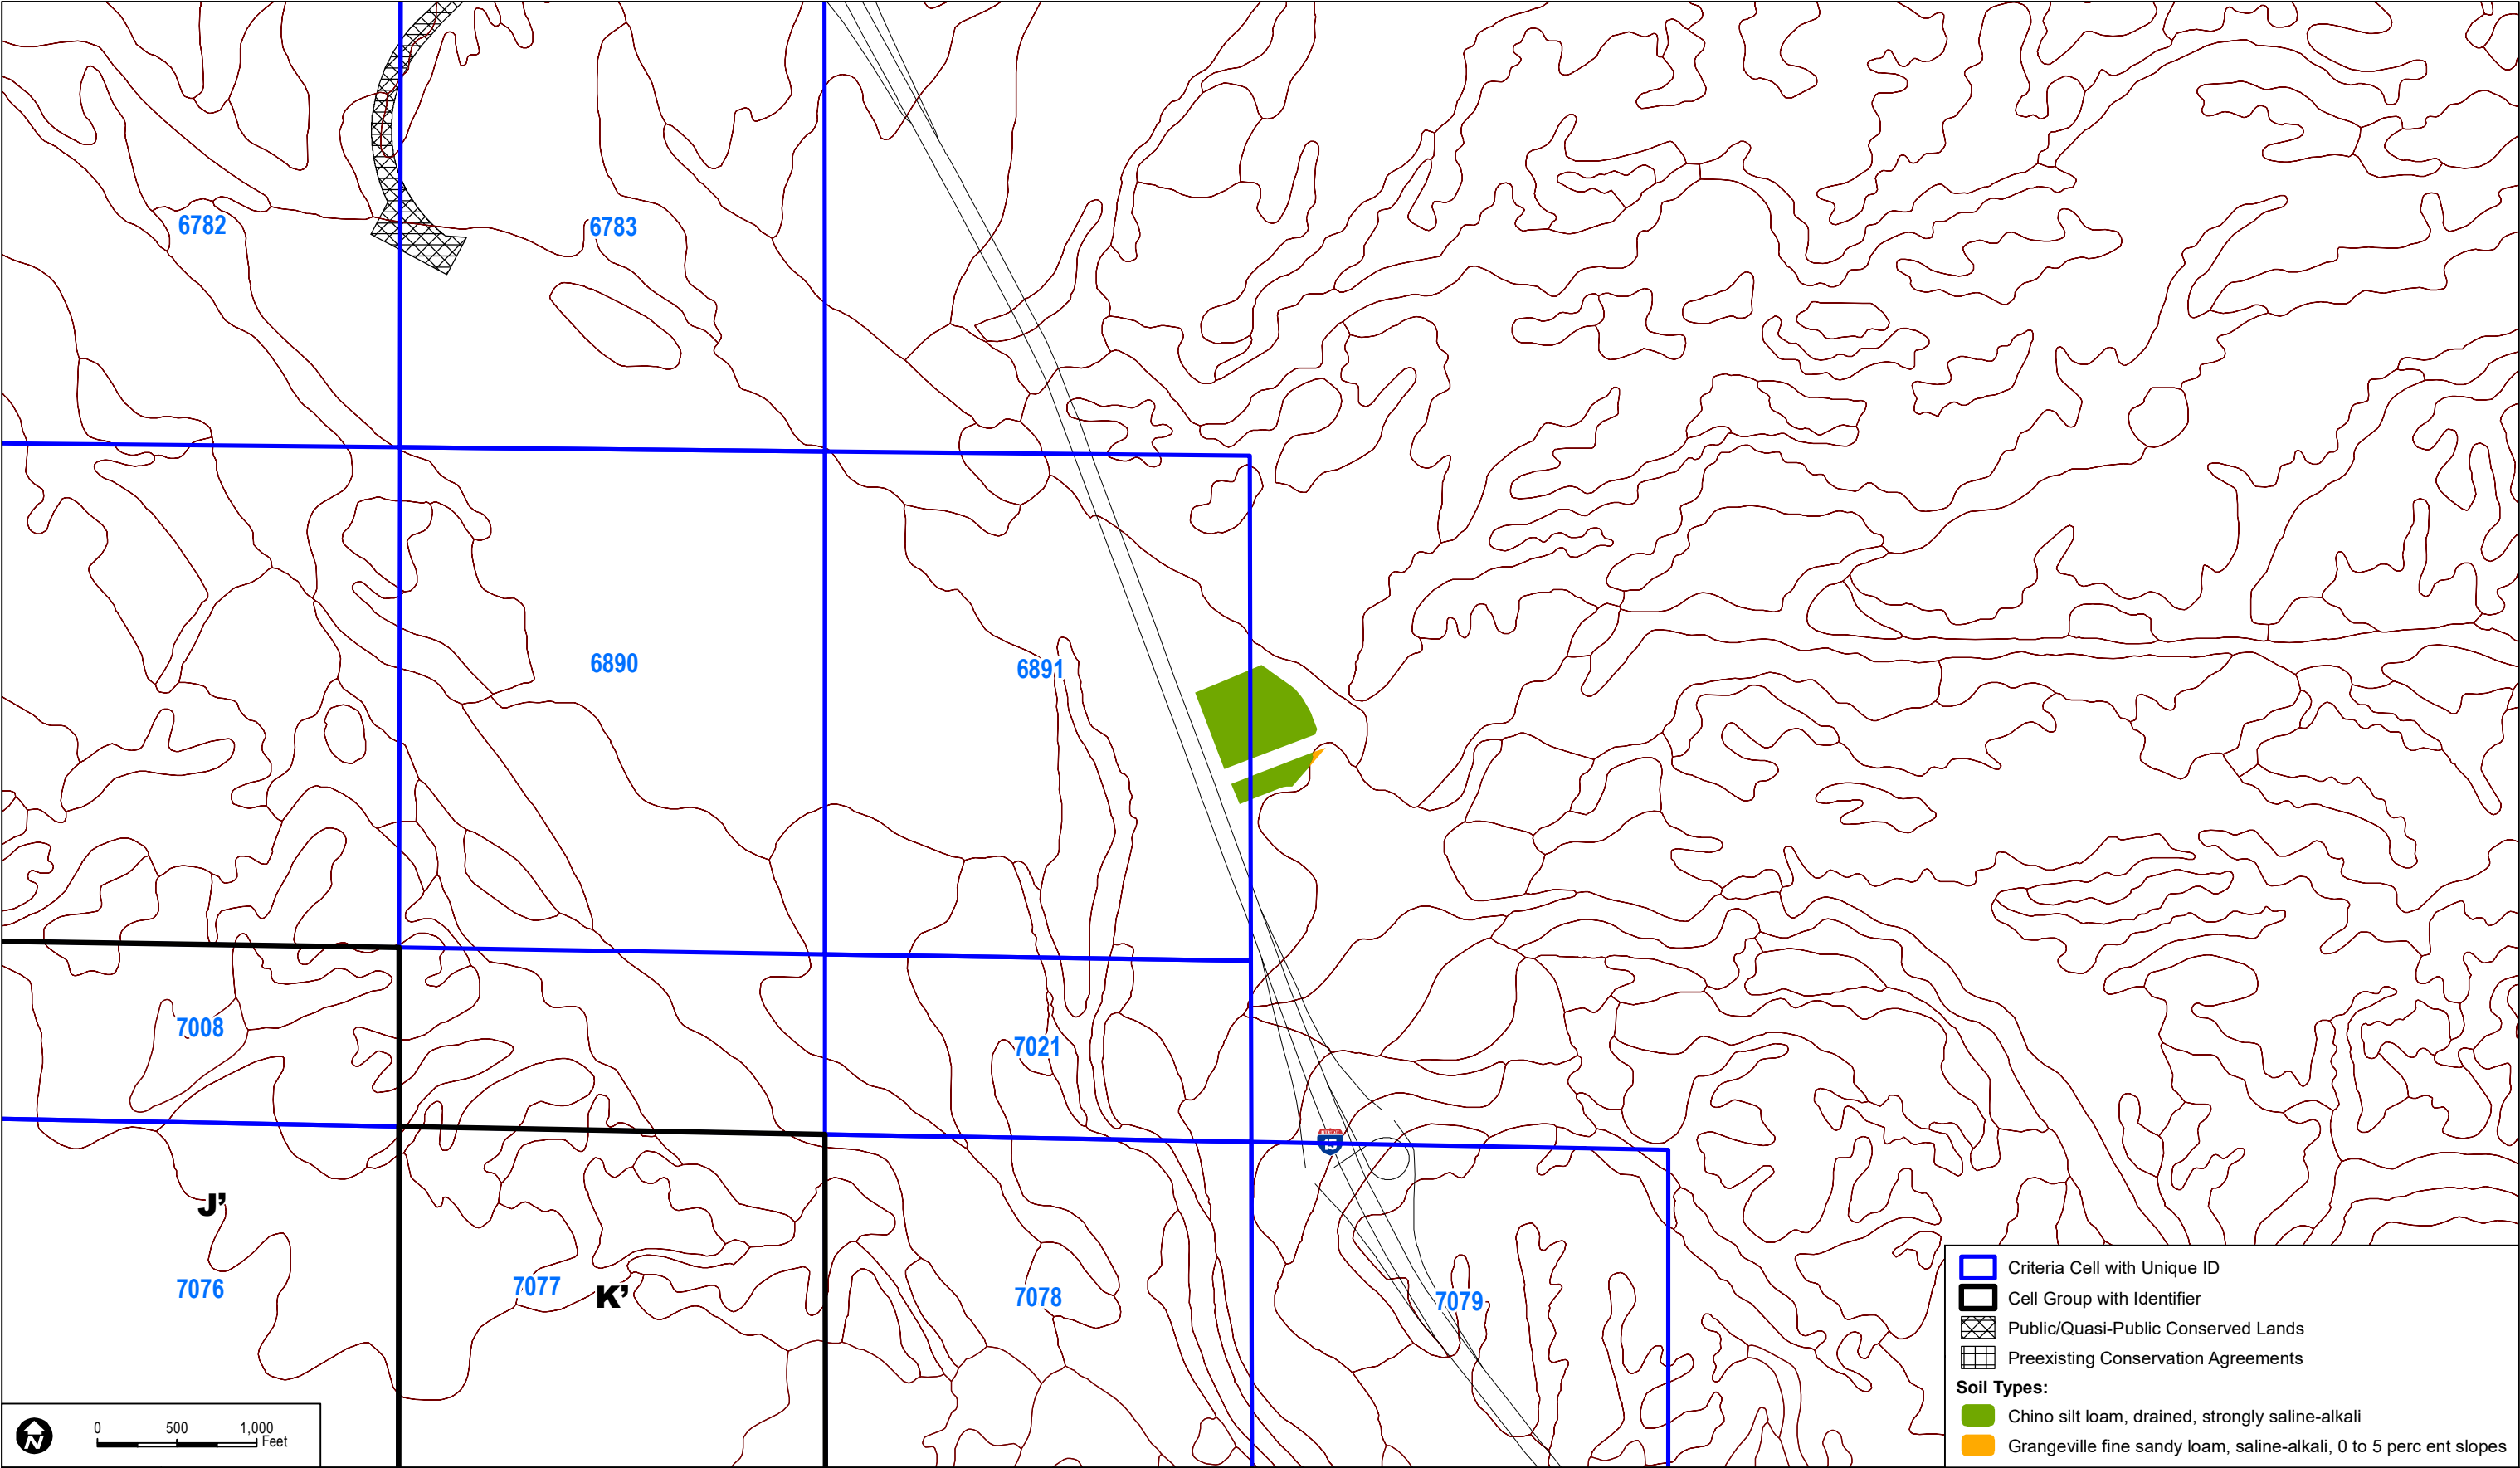 6782
6783
6890
6891
7008
7021
15
J’
7076
7077
K’
7078
7079
Criteria Cell with Unique ID
Cell Group with Identifier
Public/Quasi-Public Conserved Lands
Preexisting Conservation Agreements
Soil Types:
Chino silt loam, drained, strongly saline-alkali
Grangeville fine sandy loam, saline-alkali, 0 to 5 perc ent slopes
N
0 500 1,000
Feet